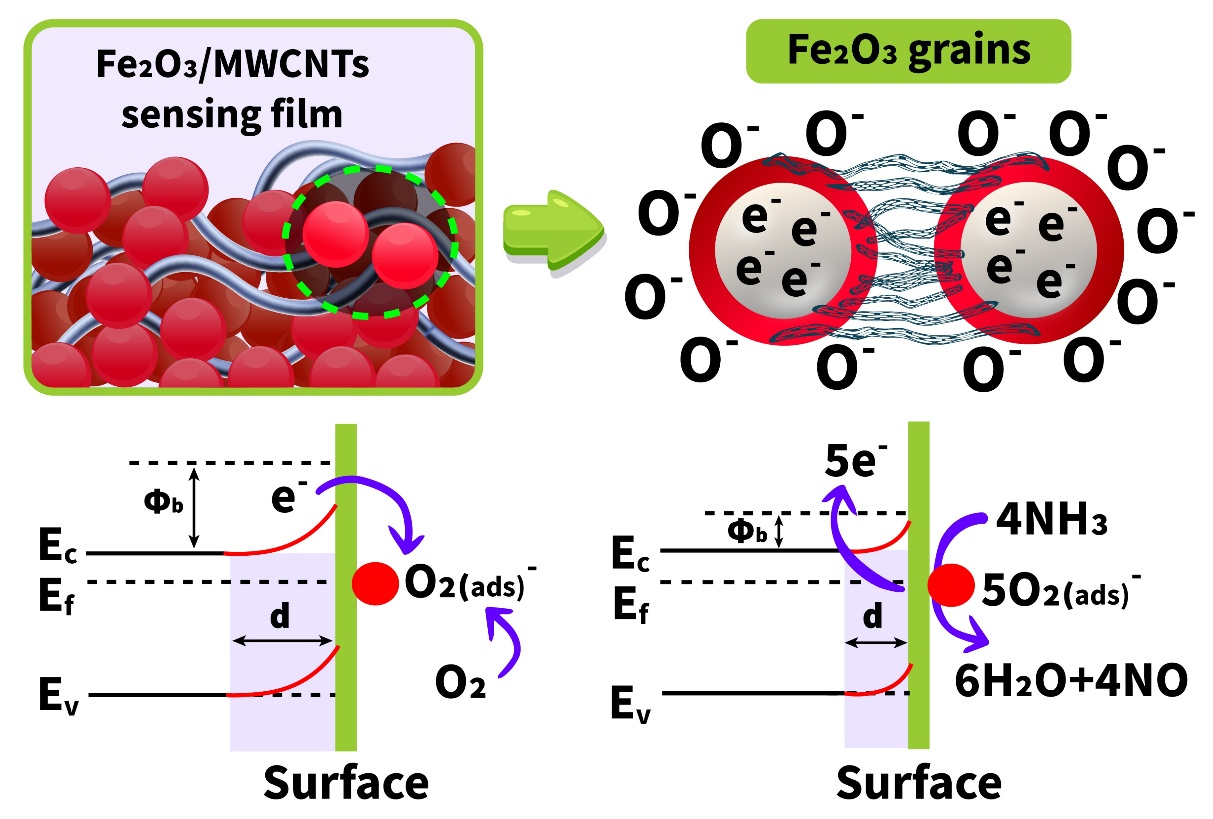 Fe₂O₃/MWCNTs
sensing film
Fe₂O₃ grains
O⁻ O⁻ O⁻ O⁻
O⁻
O⁻ O⁻
O⁻ O⁻
O⁻ O⁻ O⁻ O⁻
e⁻ e⁻
e⁻ e⁻
e⁻ e⁻
e⁻ e⁻
Φb
e⁻
Ec
Ef
Ev
d
O₂(ads)⁻
O₂
Surface
5e⁻
Φb
Ec
Ef
Ev
d
4NH₃
5O₂(ads)⁻
6H₂O+4NO
Surface